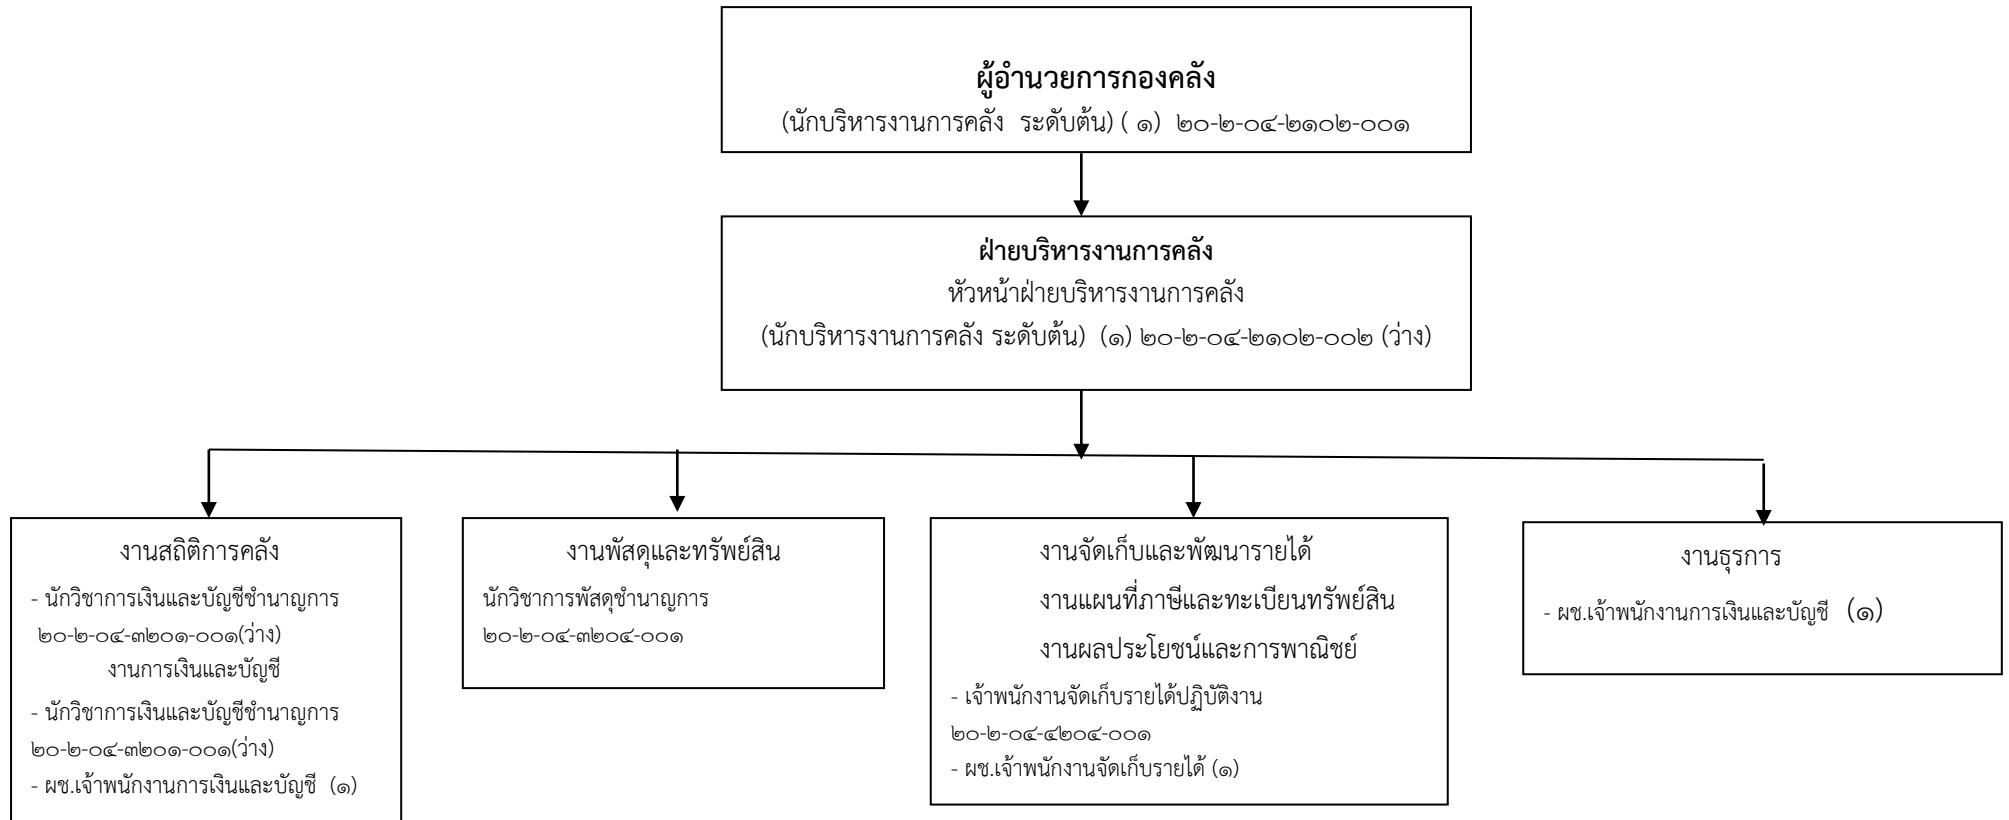 ผู้อำนวยการกองคลัง
(นักบริหารงานการคลัง ระดับต้น) ( ๑) ๒๐-๒-๐๔-๒๑๐๒-๐๐๑
ฝ่ายบริหารงานการคลัง
หัวหน้าฝ่ายบริหารงานการคลัง
(นักบริหารงานการคลัง ระดับต้น) (๑) ๒๐-๒-๐๔-๒๑๐๒-๐๐๒ (ว่าง)
งานสถิติการคลัง
- นักวิชาการเงินและบัญชีชำนาญการ
๒๐-๒-๐๔-๓๒๐๑-๐๐๑(ว่าง)
งานการเงินและบัญชี
- นักวิชาการเงินและบัญชีชำนาญการ
๒๐-๒-๐๔-๓๒๐๑-๐๐๑(ว่าง)
- ผช.เจ้าพนักงานการเงินและบัญชี (๑)
งานพัสดุและทรัพย์สิน
นักวิชาการพัสดุชำนาญการ
๒๐-๒-๐๔-๓๒๐๔-๐๐๑
งานจัดเก็บและพัฒนารายได้
งานแผนที่ภาษีและทะเบียนทรัพย์สิน
งานผลประโยชน์และการพาณิชย์
- เจ้าพนักงานจัดเก็บรายได้ปฏิบัติงาน
๒๐-๒-๐๔-๔๒๐๔-๐๐๑
- ผช.เจ้าพนักงานจัดเก็บรายได้ (๑)
งานธุรการ
- ผช.เจ้าพนักงานการเงินและบัญชี (๑)